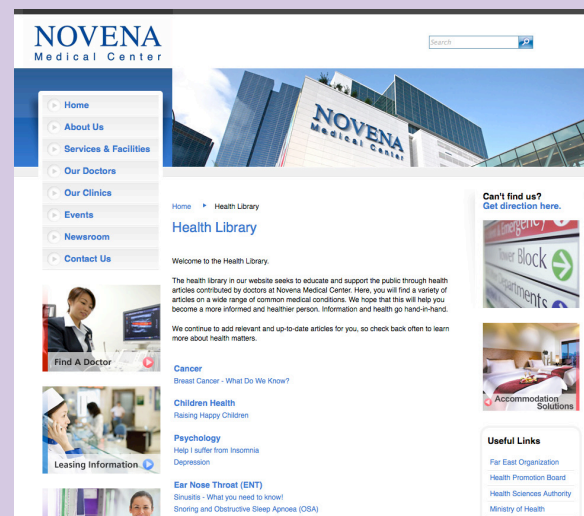 NOVENA
Medical Center
Search
Home
About Us
Services & Facilities
Our Doctors
Our Clinics
Events
Newsroom
Contact Us
NOVENA
Medical Center
Home
Health Library
Health Library
Welcome to the Health Library.
The health library in our website seeks to educate and support the public through health
articles contributed by doctors at Novena Medical Center. Here, you will find a variety of
articles on a wide range of common medical conditions. We hope that this will help you
become a more informed and healthier person. Information and health go hand-in-hand.
We continue to add relevant and up-to-date articles for you, so check back often to learn
more about health matters.
Cancer
Breast Cancer - What Do We Know?
Children Health
Raising Happy Children
Psychology
Help I suffer from Insomnia
Depression
Ear Nose Throat (ENT)
Sinusitis - What you need to know!
Snoring and Obstructive Sleep Apnoea (OSA)
Find A Doctor
Leasing Information
Can't find us?
Get direction here.
Emergency
Tower Block
Departments
Accommodation
Solutions
Useful Links
Far East Organization
Health Promotion Board
Health Sciences Authority
Ministry of Health